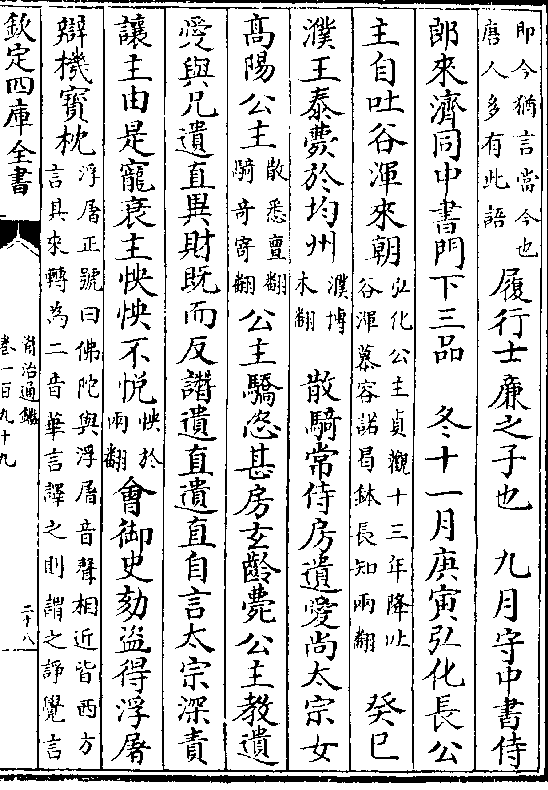 即今猶言當今也
唐人多有此語
履行士廉之子也 九月守中書侍
郎來濟同中書門下三品 冬十一月庚寅弘化長公
主自吐谷渾來朝
弘化公主貞觀十三年降吐
谷渾慕容諾曷鉢長知兩翻
癸巳
濮王泰薨於均州
濮博
木翻
散騎常侍房遺愛尚太宗女
高陽公主
散悉亶翻
騎奇寄翻
公主驕恣甚房玄齡薨公主教遺
愛與兄遺直異財既而反譖遺直遺直自言太宗深責
讓主由是寵衰主怏怏不悅
怏於
兩翻
會御史劾盜得浮屠
辯機寶枕
浮屠正號曰佛陀與浮屠音聲相近皆西方
言其來轉為二音華言譯之則謂之諍覺言
欽定四庫全書
資治通鑑
卷一百九十九
二十八